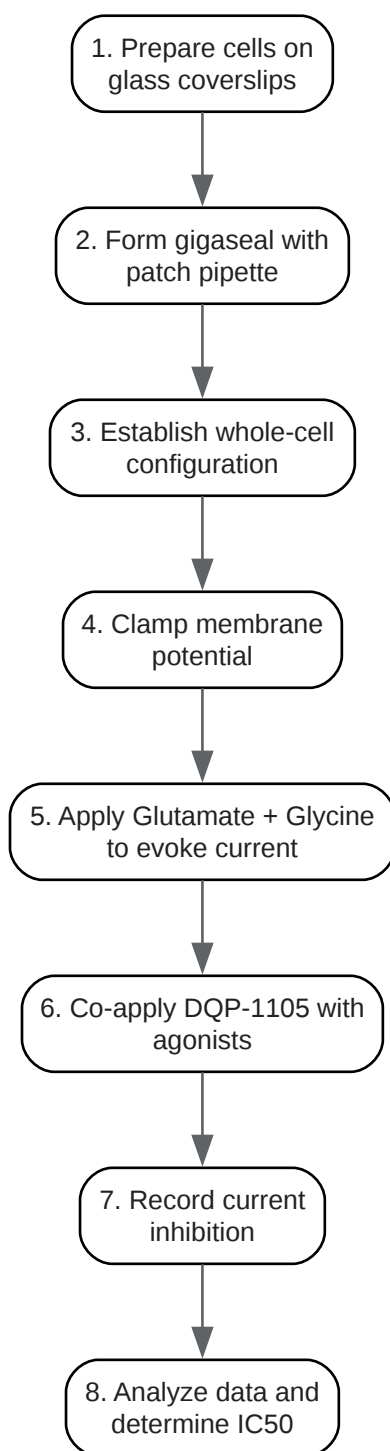 1. Prepare cells on
glass coverslips
2. Form gigaseal with
patch pipette
3. Establish whole-cell
configuration
4. Clamp membrane
potential
5. Apply Glutamate + Glycine
to evoke current
6. Co-apply DQP-1105 with
agonists
7. Record current
inhibition
8. Analyze data and
determine IC50